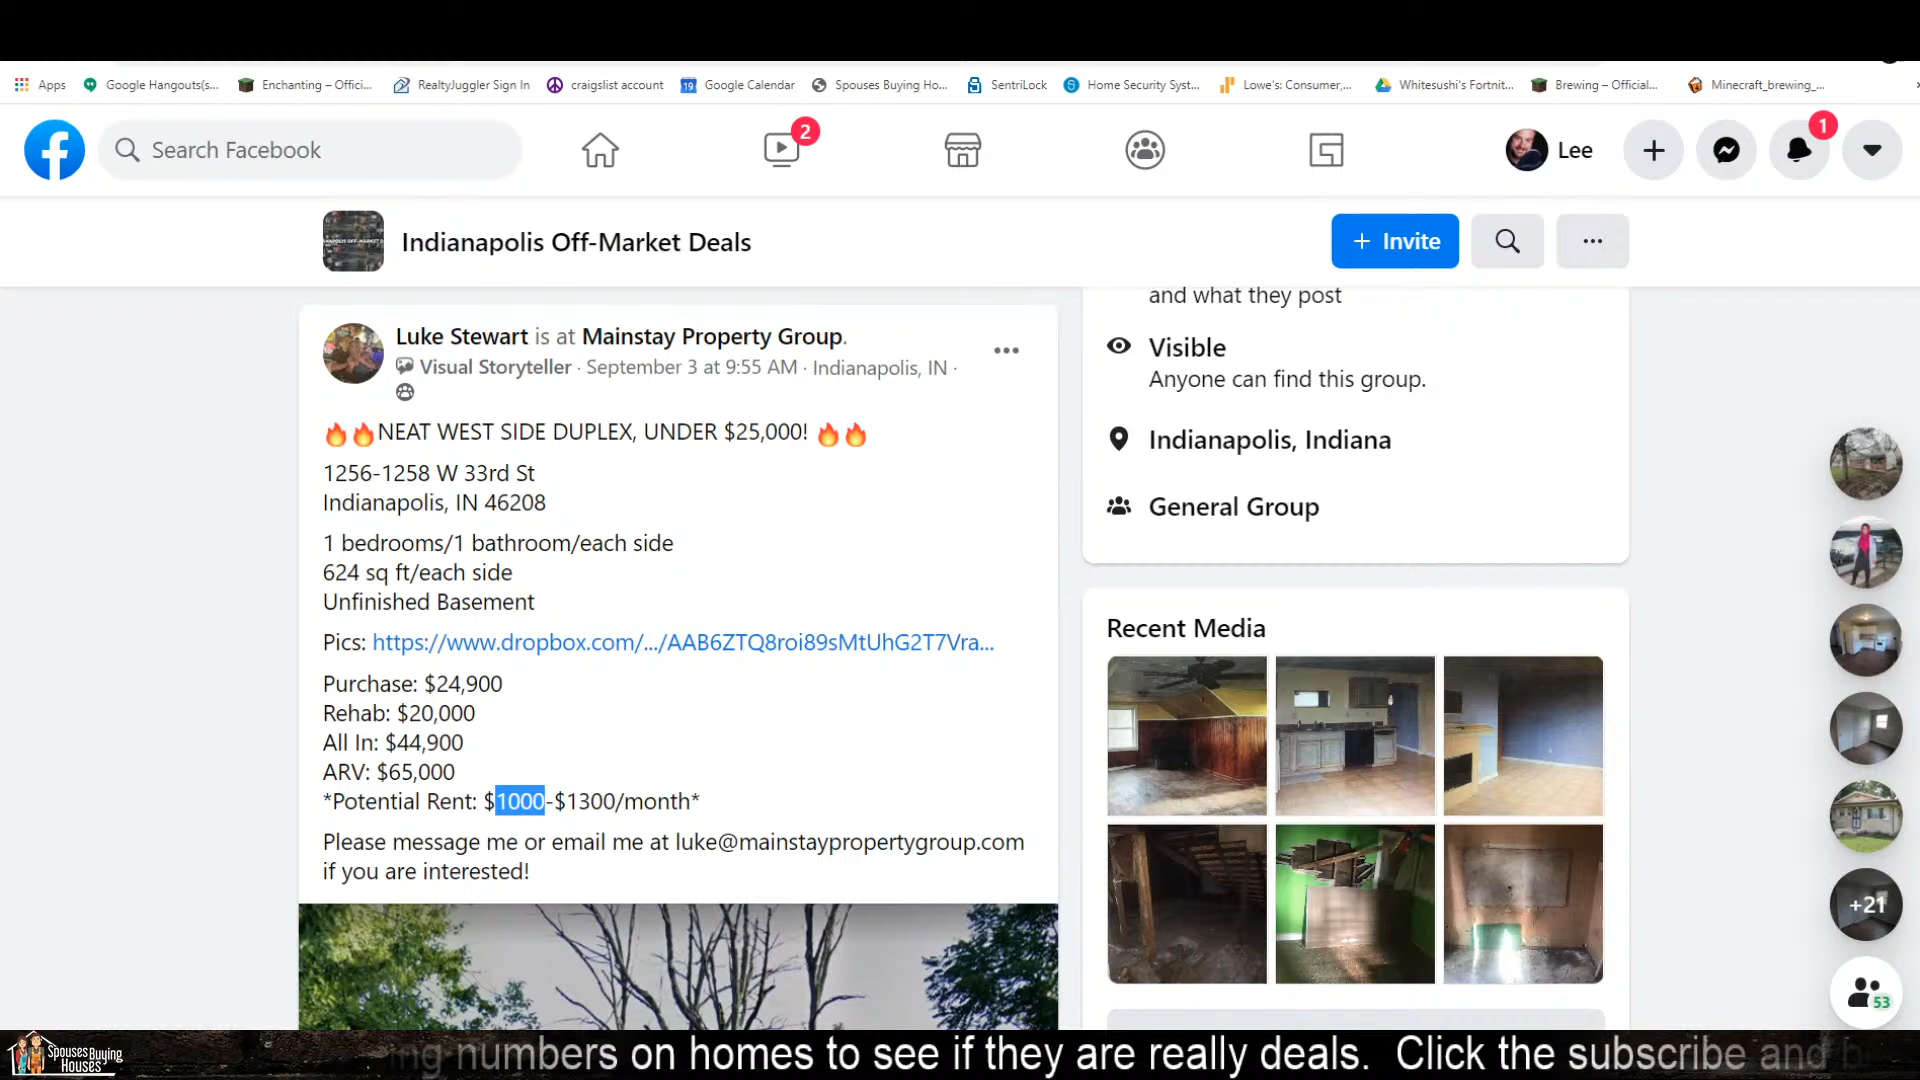 Apps
Google Hangouts(s...
Enchanting – Offici...
RealtyJuggler Sign In
craigslist account
Google Calendar
Spouses Buying Ho...
SentriLock
Home Security Syst...
Lowe's: Consumer,...
Whitesushi's Fortnit...
Brewing – Official...
Minecraft_brewing_...
Search Facebook
2
Lee
1
Indianapolis Off-Market Deals
+ Invite
Luke Stewart is at Mainstay Property Group.
Visual Storyteller · September 3 at 9:55 AM · Indianapolis, IN ·
🔥🔥NEAT WEST SIDE DUPLEX, UNDER $25,000! 🔥🔥
1256-1258 W 33rd St
Indianapolis, IN 46208
1 bedrooms/1 bathroom/each side
624 sq ft/each side
Unfinished Basement
Pics: https://www.dropbox.com/.../AAB6ZTQ8roi89sMtUhG2T7Vra...
Purchase: $24,900
Rehab: $20,000
All In: $44,900
ARV: $65,000
*Potential Rent: $1000-$1300/month*
Please message me or email me at luke@mainstaypropertygroup.com
if you are interested!
and what they post
Visible
Anyone can find this group.
Indianapolis, Indiana
General Group
Recent Media
+21
53
Spouses Buying
Houses
numbers on homes to see if they are really deals. Click the subscribe and